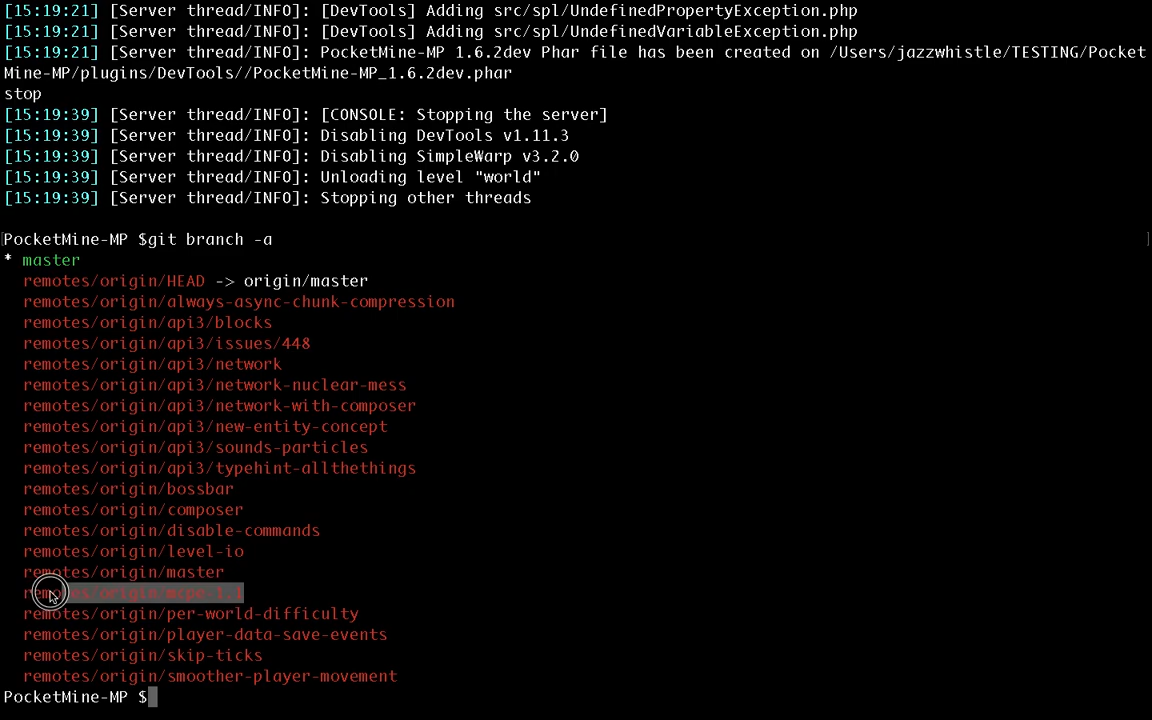 [15:19:21] [Server thread/INFO]: [DevTools] Adding src/spl/UndefinedPropertyException.php
[15:19:21] [Server thread/INFO]: [DevTools] Adding src/spl/UndefinedVariableException.php
[15:19:21] [Server thread/INFO]: PocketMine-MP 1.6.2dev Phar file has been created on /Users/jazzwhistle/TESTING/Pocket
Mine-MP/plugins/DevTools//PocketMine-MP_1.6.2dev.phar
stop
[15:19:39] [Server thread/INFO]: [CONSOLE: Stopping the server]
[15:19:39] [Server thread/INFO]: Disabling DevTools v1.11.3
[15:19:39] [Server thread/INFO]: Disabling SimpleWarp v3.2.0
[15:19:39] [Server thread/INFO]: Unloading level "world"
[15:19:39] [Server thread/INFO]: Stopping other threads
PocketMine-MP $git branch -a
* master
remotes/origin/HEAD -> origin/master
remotes/origin/always-async-chunk-compression
remotes/origin/api3/blocks
remotes/origin/api3/issues/448
remotes/origin/api3/network
remotes/origin/api3/network-nuclear-mess
remotes/origin/api3/network-with-composer
remotes/origin/api3/new-entity-concept
remotes/origin/api3/sounds-particles
remotes/origin/api3/typehint-allthethings
remotes/origin/bossbar
remotes/origin/composer
remotes/origin/disable-commands
remotes/origin/level-io
remotes/origin/master
remotes/origin/mcpe-1.1
remotes/origin/per-world-difficulty
remotes/origin/player-data-save-events
remotes/origin/skip-ticks
remotes/origin/smoother-player-movement
PocketMine-MP $